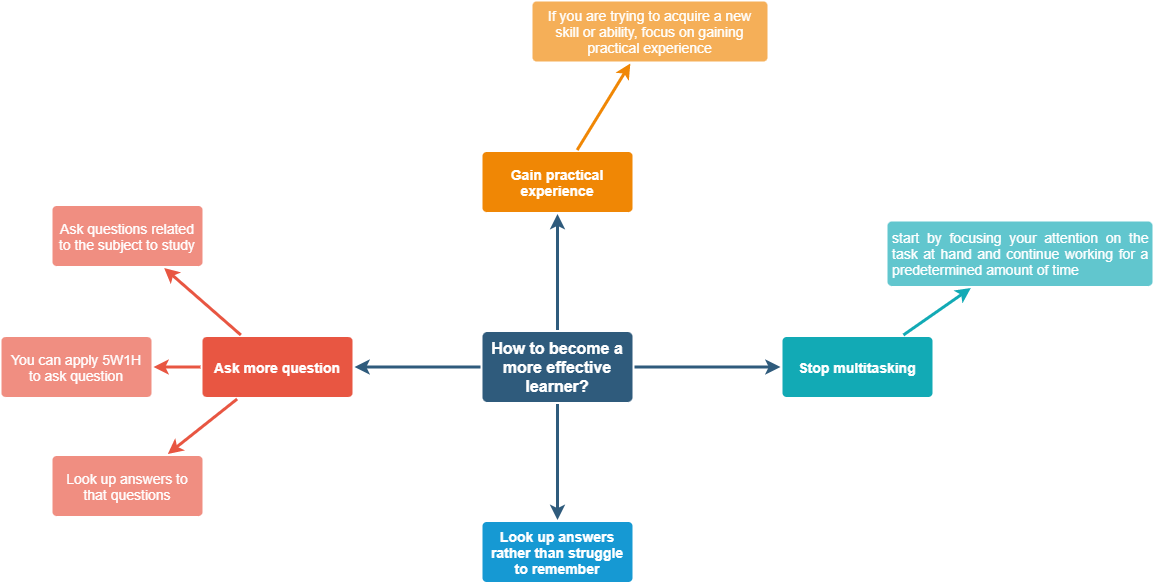 If you are trying to acquire a new
skill or ability, focus on gaining
practical experience
Gain practical
experience
Ask questions related
to the subject to study
start by focusing your attention on the
task at hand and continue working for a
predetermined amount of time
You can apply 5W1H
to ask question
Ask more question
How to become a
more effective
learner?
Stop multitasking
Look up answers to
that questions
Look up answers
rather than struggle
to remember